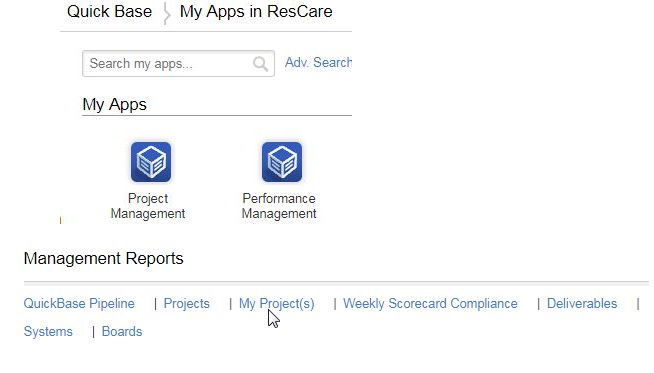 Quick Base > My Apps in ResCare
Search my apps...
Adv. Search
My Apps
Project Management
Performance Management
Management Reports
QuickBase Pipeline | Projects | My Project(s) | Weekly Scorecard Compliance | Deliverables |
Systems | Boards